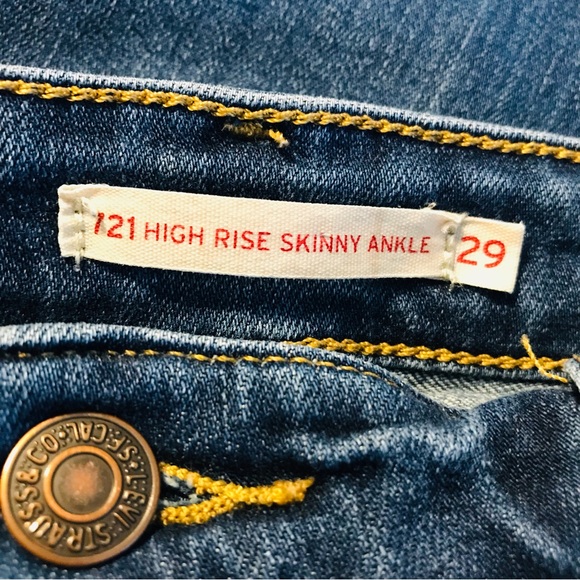 721 HIGH RISE SKINNY ANKLE 29
LEVI STRAUSS & CO. S.F. CAL.